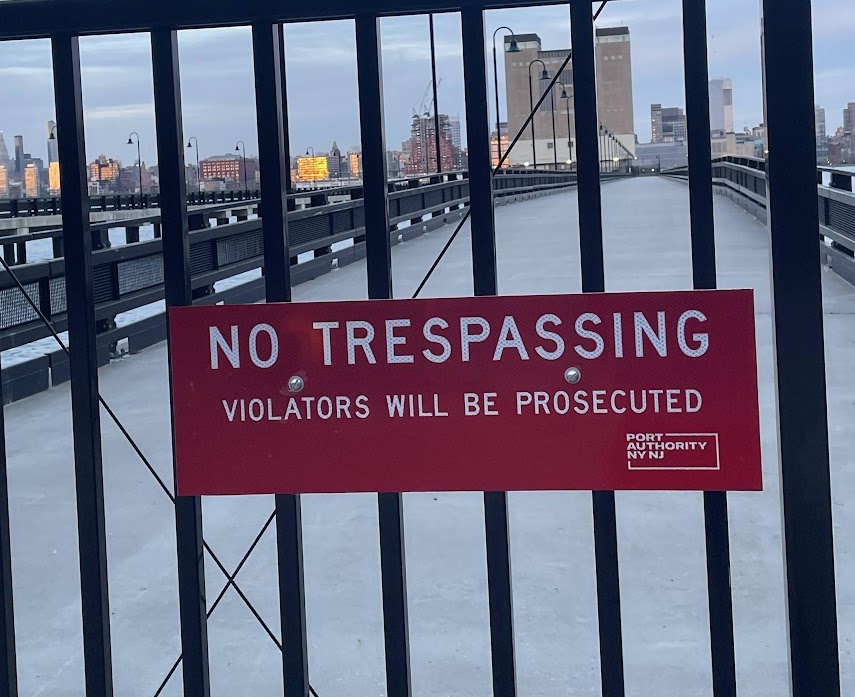 NO TRESPASSING
VIOLATORS WILL BE PROSECUTED
PORT
AUTHORITY
NY NJ